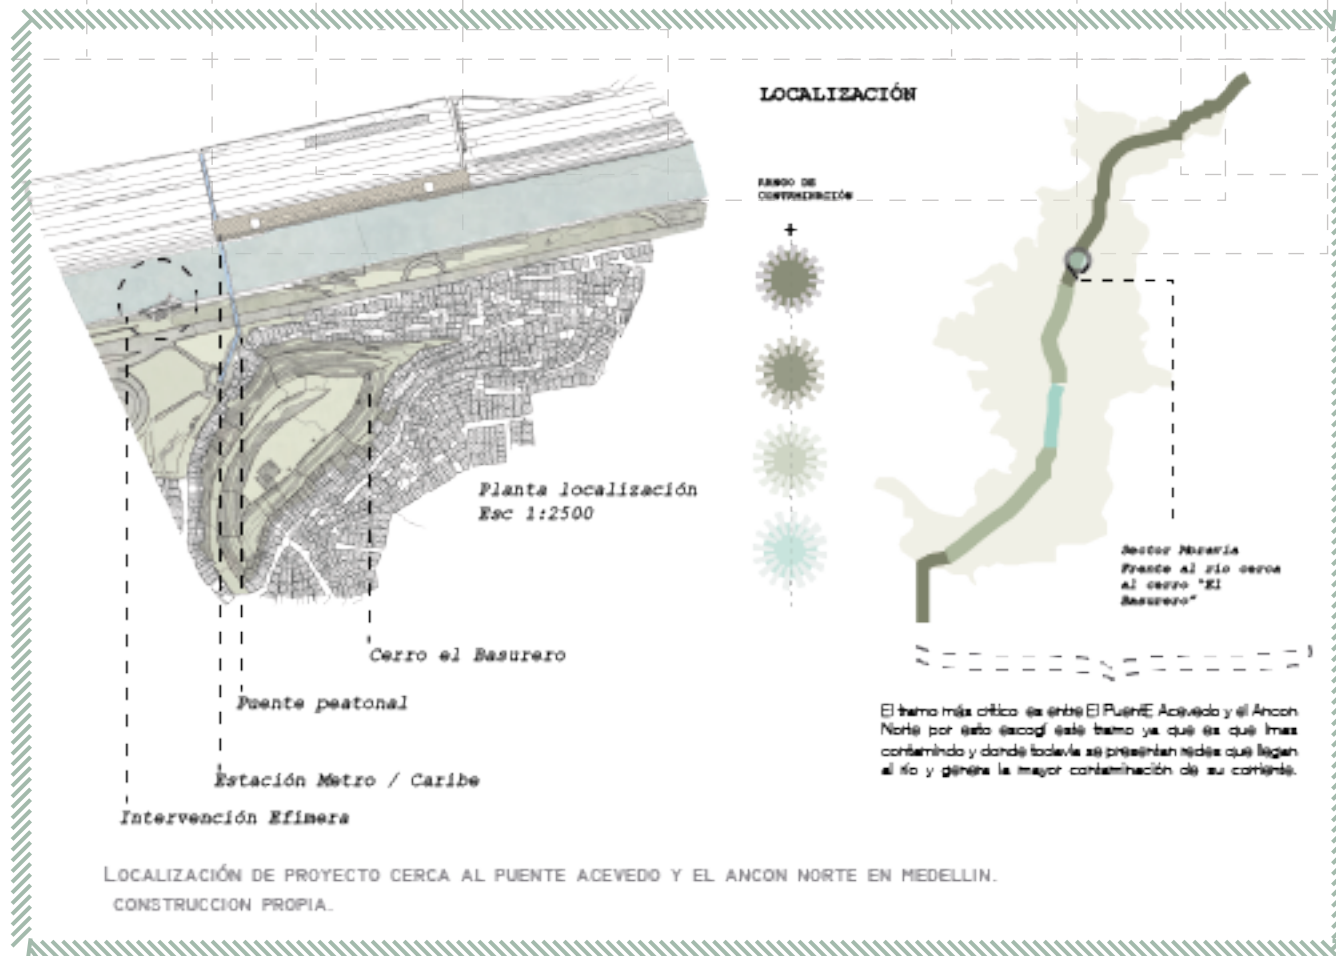 LOCALIZACIÓN
RANGO DE
CONTAMINACIÓN
+
Planta localización
Esc 1:2500
Sector Moravia
Frente al río cerca
al cerro "El
Basurero"
Cerro el Basurero
Puente peatonal
Estación Metro / Caribe
Intervención Efímera
El tramo más crítico es entre El PuentE Acevedo y el Ancon
Norte por esto escogí este tramo ya que es que lmas
contamindo y donde todavía se presentan redes que llegan
al río y genera la mayor contaminación de su corriente.
LOCALIZACIÓN DE PROYECTO CERCA AL PUENTE ACEVEDO Y EL ANCON NORTE EN MEDELLIN.
CONSTRUCCION PROPIA.